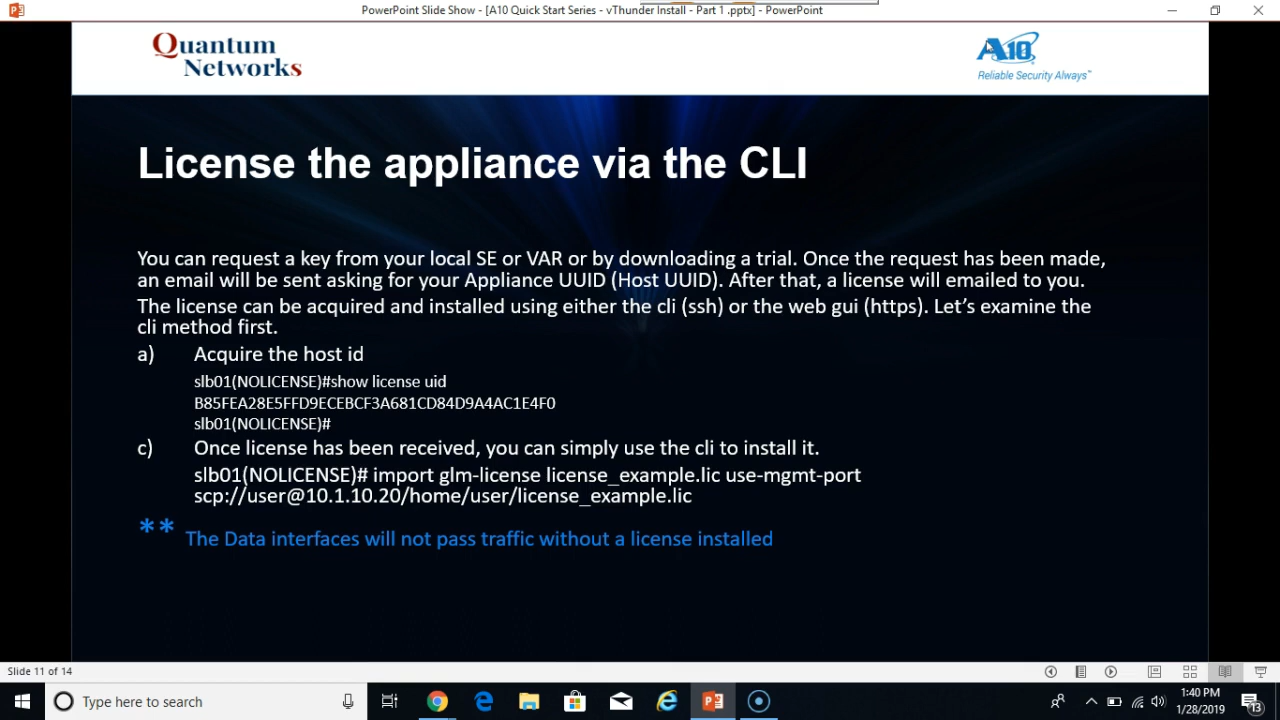 PowerPoint Slide Show - [A10 Quick Start Series - vThunder Install - Part 1 .pptx] - PowerPoint
Quantum
Networks
A10
Reliable Security Always™
License the appliance via the CLI
You can request a key from your local SE or VAR or by downloading a trial. Once the request has been made,
an email will be sent asking for your Appliance UUID (Host UUID). After that, a license will emailed to you.
The license can be acquired and installed using either the cli (ssh) or the web gui (https). Let's examine the
cli method first.
a) Acquire the host id
slb01(NOLICENSE)#show license uid
B85FEA28E5FFD9ECEBCF3A681CD84D9A4AC1E4F0
slb01(NOLICENSE)#
c) Once license has been received, you can simply use the cli to install it.
slb01(NOLICENSE)# import glm-license license_example.lic use-mgmt-port
scp://user@10.1.10.20/home/user/license_example.lic
** The Data interfaces will not pass traffic without a license installed
Slide 11 of 14
Type here to search
1:40 PM
1/28/2019
13